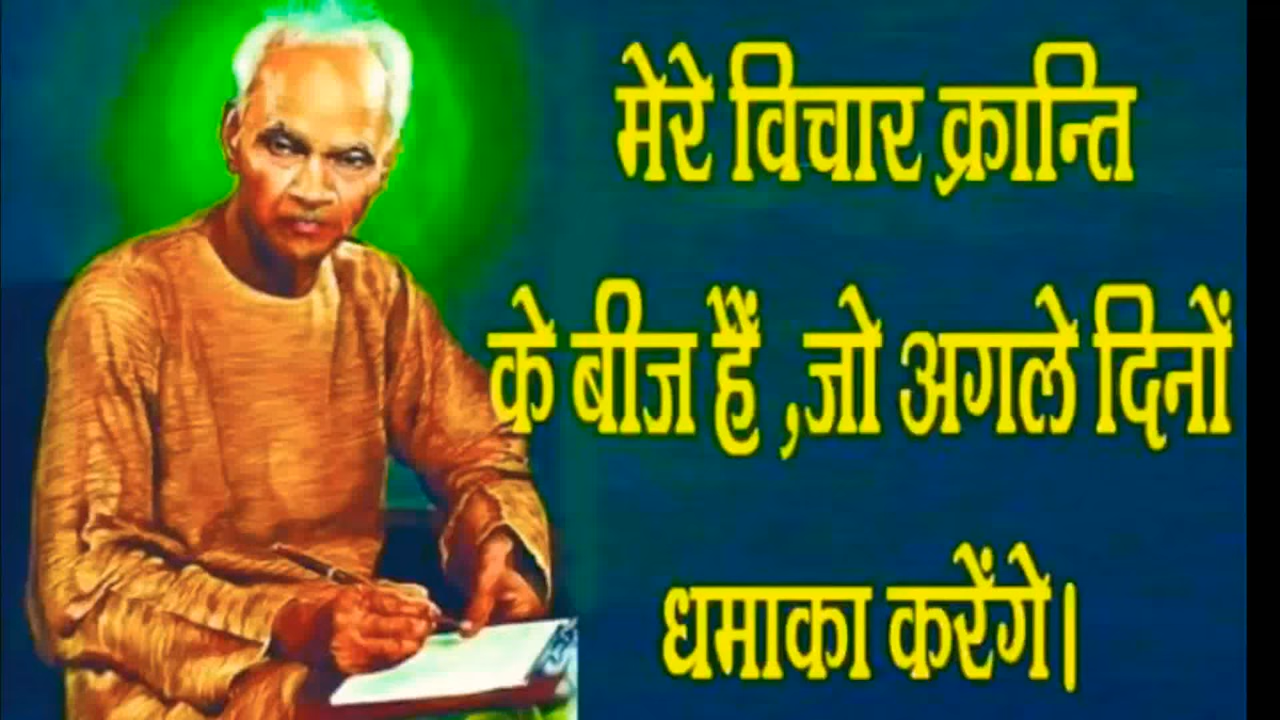 मेरे विचार क्रान्ति
के बीज हैं ,जो अगले दिनों
धमाका करेंगे।